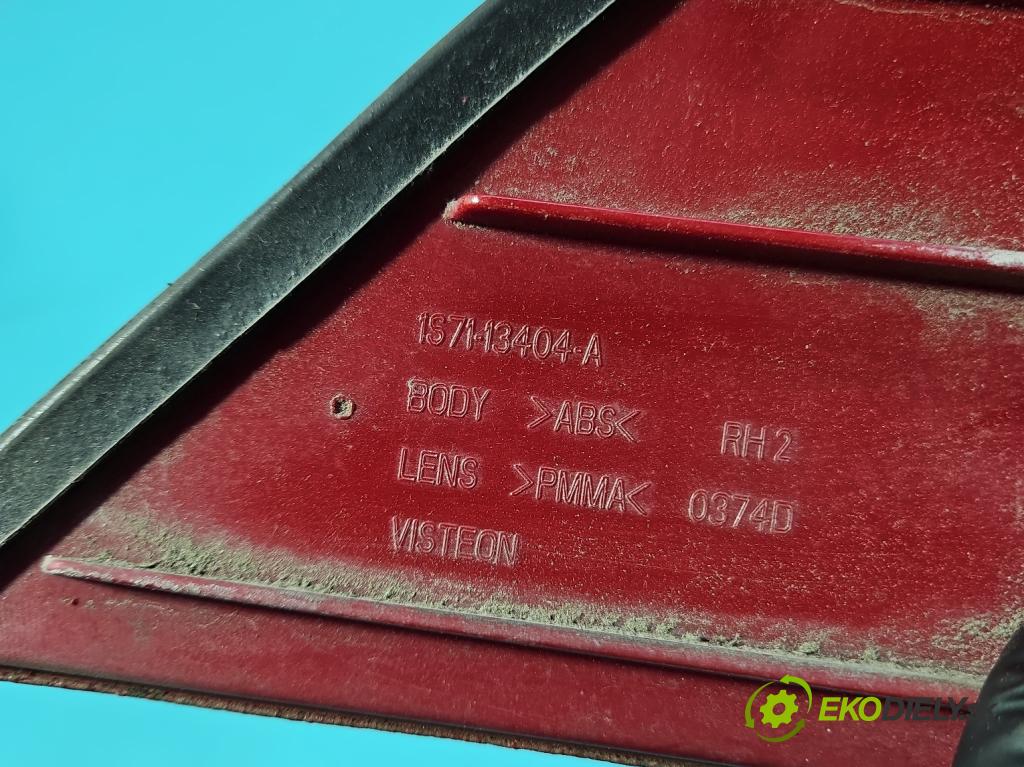 1S71-13404-A
BODY >ABS< RH 2
LENS >PMMA< 0374D
VISTEON
EKODIELY